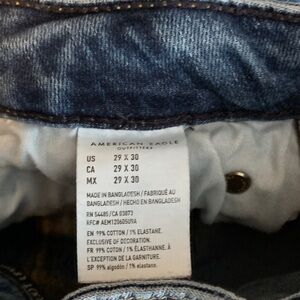 AMERICAN EAGLE
OUTFITTERS
US 29 X 30
CA 29 X 30
MX 29 X 30
MADE IN BANGLADESH / FABRIQUÉ AU
BANGLADESH / HECHO EN BANGLADESH
RN 54485/CA 03873
RFC# AEM120605U9A
EN 99% COTTON / 1% ELASTANE.
EXCLUSIVE OF DECORATION.
FR 99% COTON / 1% ÉLASTHANNE. À
L'EXCEPTION DE LA GARNITURE.
SP 99% algodón / 1% elastano.